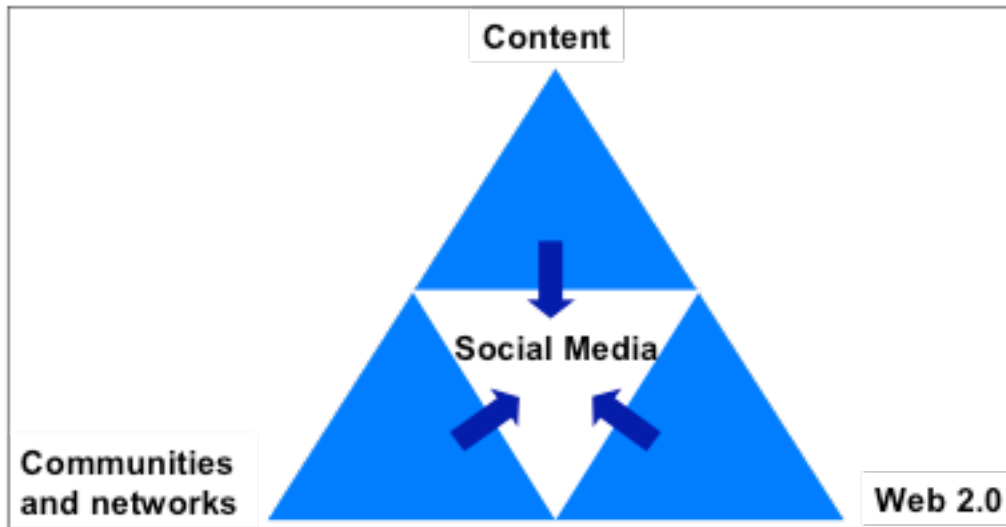 Content
Social Media
Communities
and networks
Web 2.0